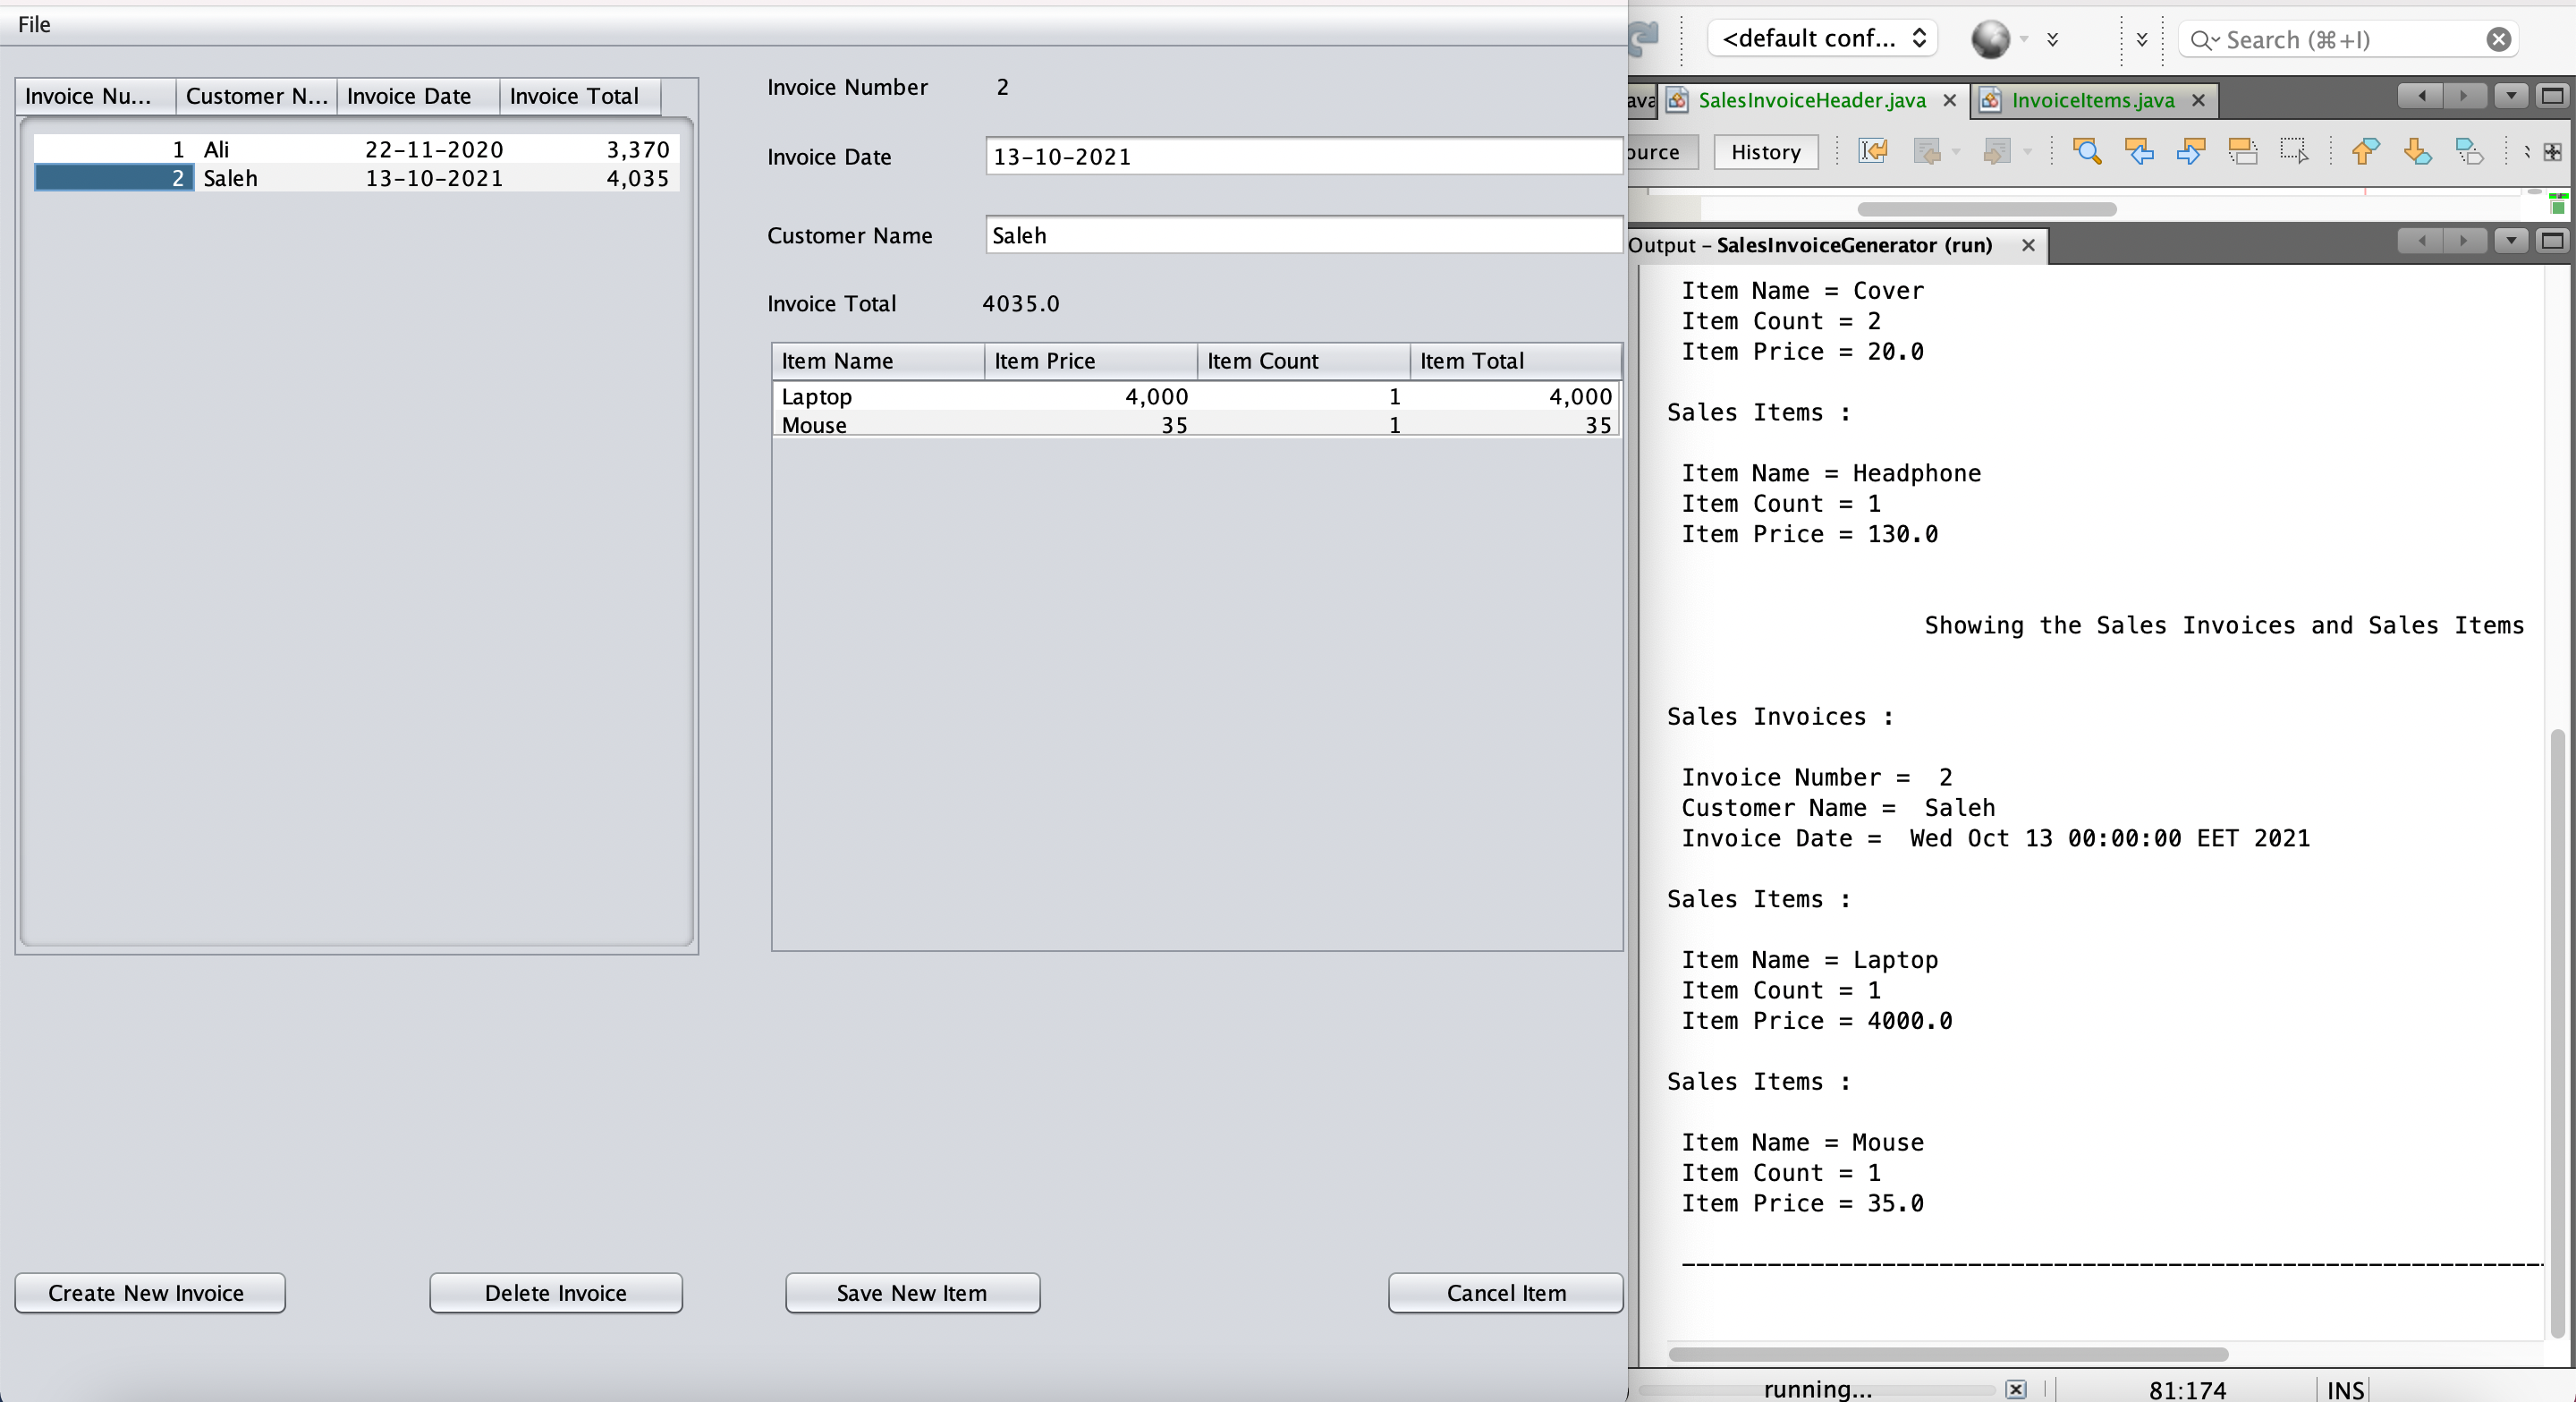 File
Invoice Nu... Customer N... Invoice Date Invoice Total
1 Ali 22-11-2020 3,370
2 Saleh 13-10-2021 4,035
Create New Invoice
Delete Invoice
Invoice Number 2
Invoice Date 13-10-2021
Customer Name Saleh
Invoice Total 4035.0
Item Name Item Price Item Count Item Total
Laptop 4,000 1 4,000
Mouse 35 1 35
Save New Item
Cancel Item
<default conf... Search (⌘+I)
ava SalesInvoiceHeader.java InvoiceItems.java
ource History
Output – SalesInvoiceGenerator (run)
Item Name = Cover
Item Count = 2
Item Price = 20.0
Sales Items :
Item Name = Headphone
Item Count = 1
Item Price = 130.0
Showing the Sales Invoices and Sales Items
Sales Invoices :
Invoice Number =  2
Customer Name =  Saleh
Invoice Date =  Wed Oct 13 00:00:00 EET 2021
Sales Items :
Item Name = Laptop
Item Count = 1
Item Price = 4000.0
Sales Items :
Item Name = Mouse
Item Count = 1
Item Price = 35.0
------------------------------------------------------------
running... 81:174 INS